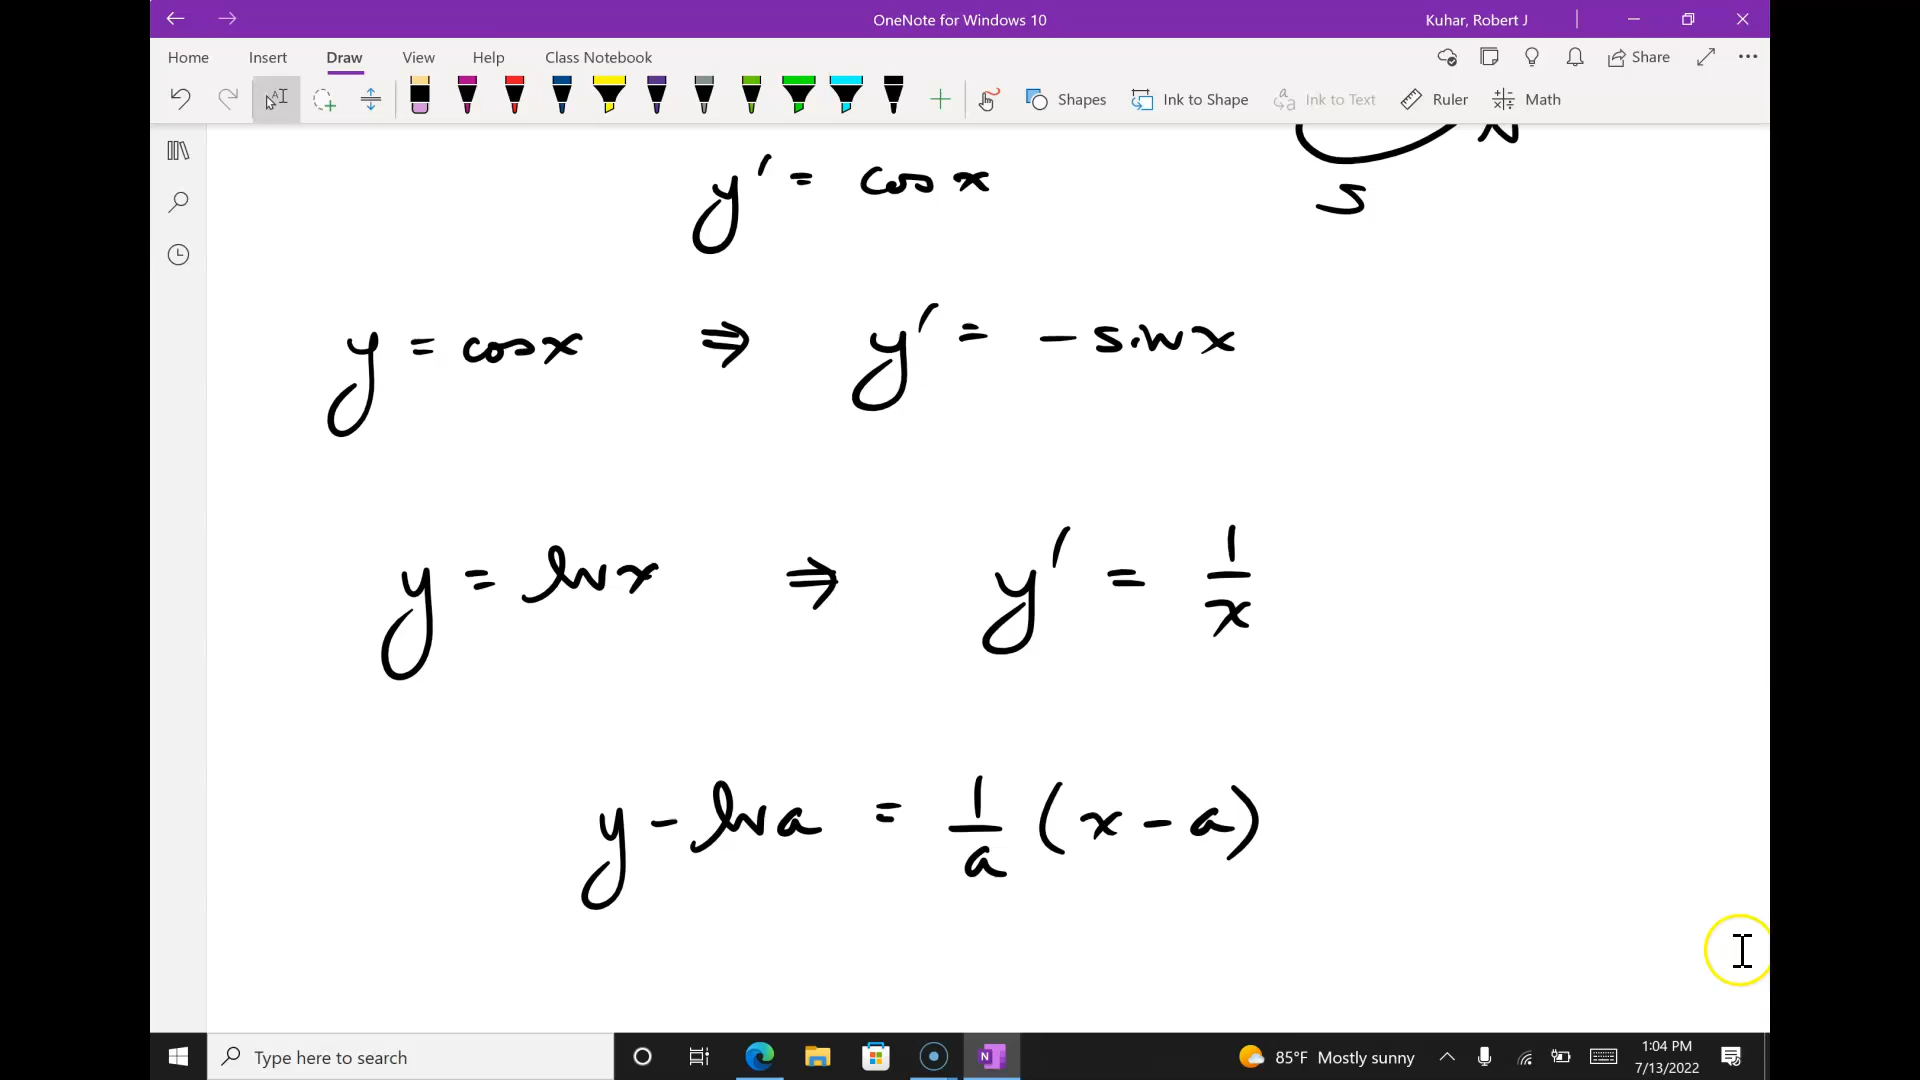 OneNote for Windows 10 Kuhar, Robert J
Home Insert Draw View Help Class Notebook Share
Shapes Ink to Shape Ink to Text Ruler Math
y' = cos x
S
y = cos x ⇒ y' = - sin x
y = ln x ⇒ y' = 1/x
y - ln a = 1/a (x - a)
Type here to search 85°F Mostly sunny 1:04 PM
7/13/2022